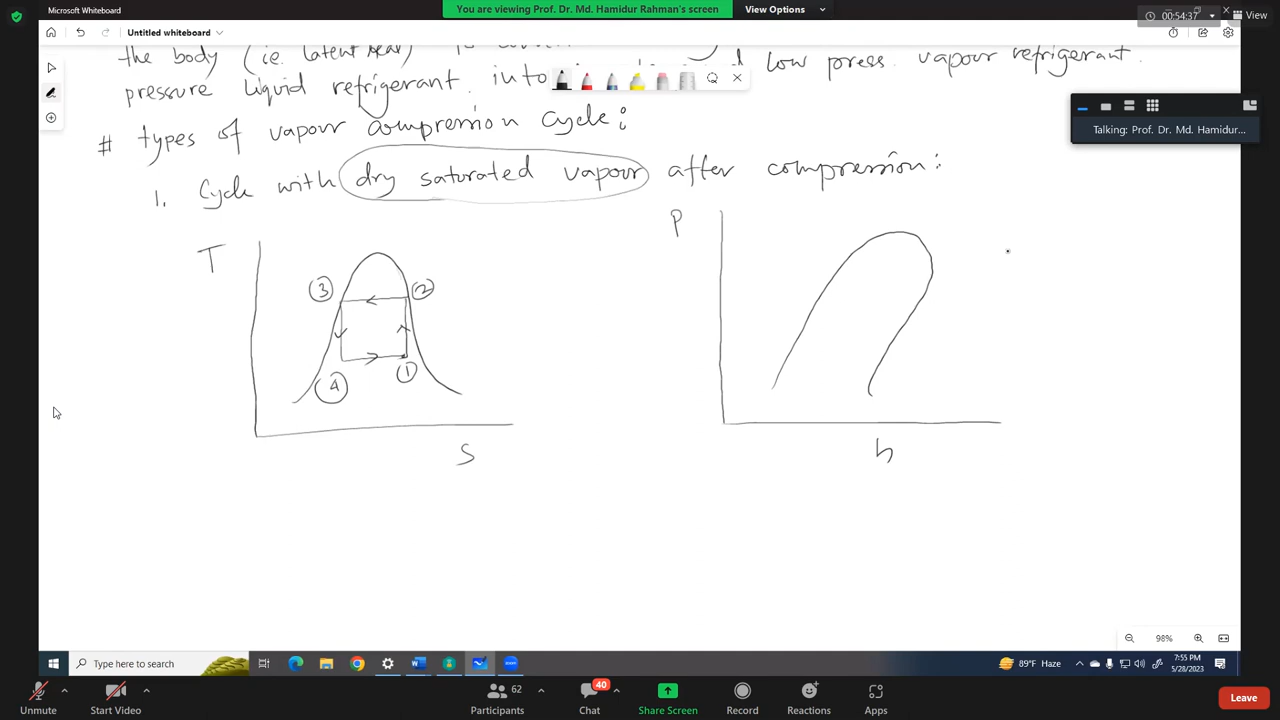 Microsoft Whiteboard
You are viewing Prof. Dr. Md. Hamidur Rahman's screen
View Options
00:54:37
View
Untitled whiteboard
the body (i.e. latent heat)
pressure liquid refrigerant into low press. vapour refrigerant.
Talking: Prof. Dr. Md. Hamidur...
# types of vapour compression cycle:
1. Cycle with dry saturated vapour after compression:
T
P
3 2
4 1
S
h
98%
Type here to search
89°F Haze
7:55 PM
5/28/2023
62
40
Unmute
Start Video
Participants
Chat
Share Screen
Record
Reactions
Apps
Leave